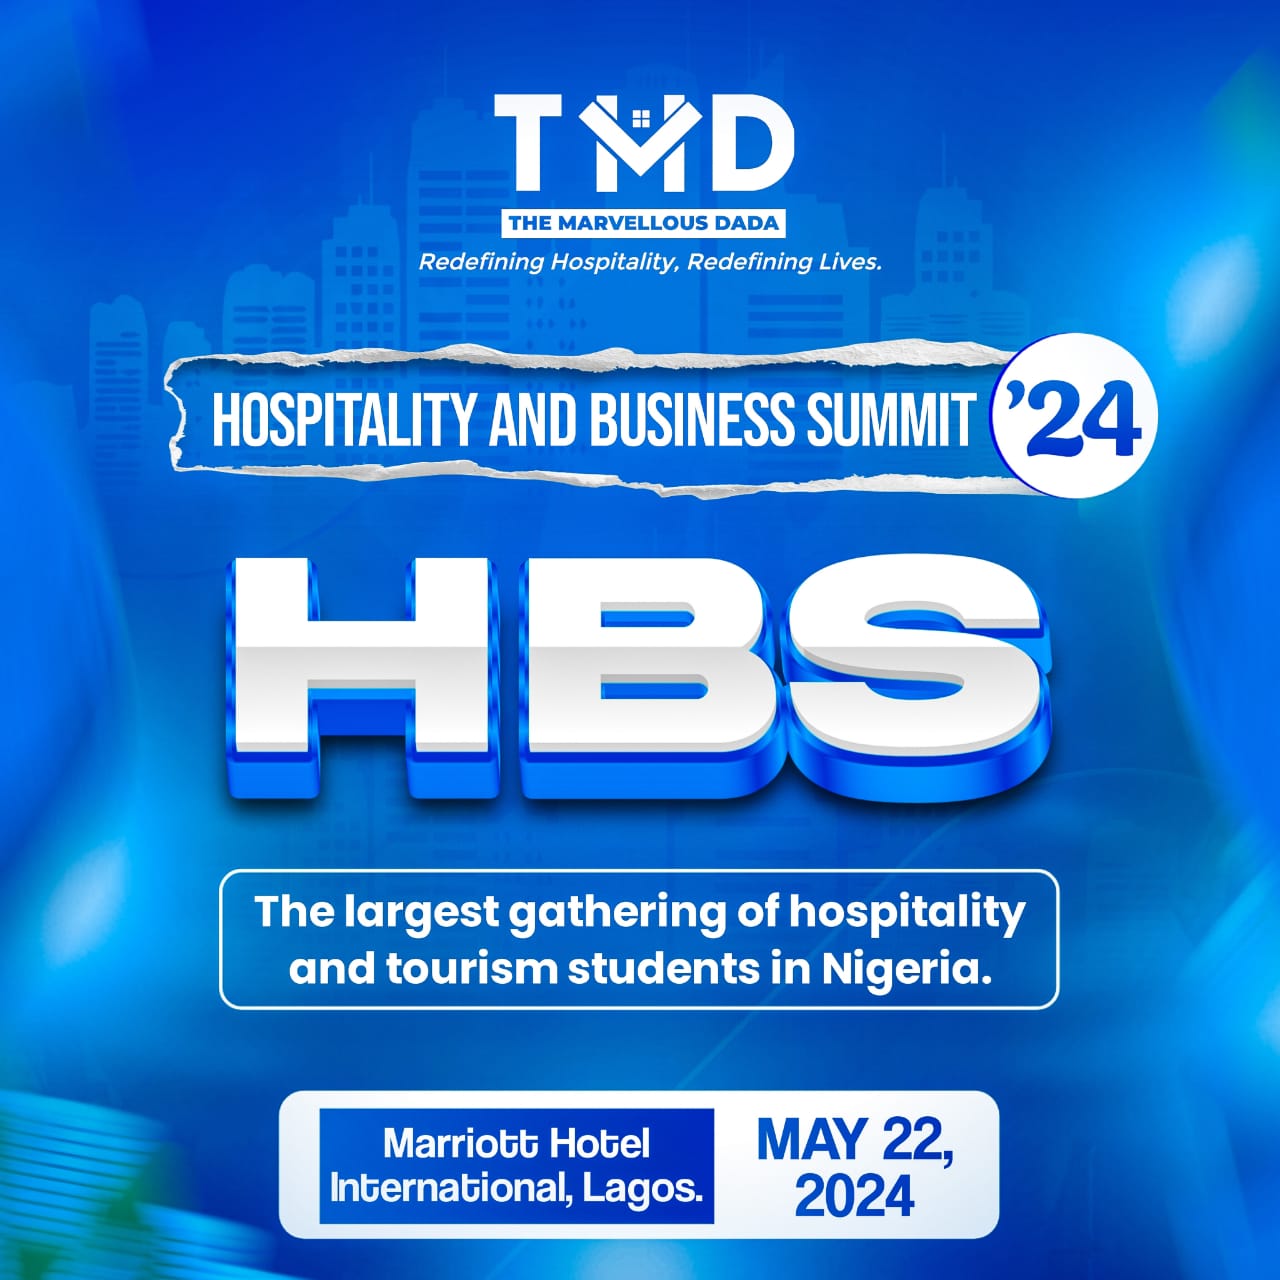 TMD
THE MARVELLOUS DADA
Redefining Hospitality, Redefining Lives.
HOSPITALITY AND BUSINESS SUMMIT '24
HBS
The largest gathering of hospitality
and tourism students in Nigeria.
Marriott Hotel
International, Lagos.
MAY 22,
2024